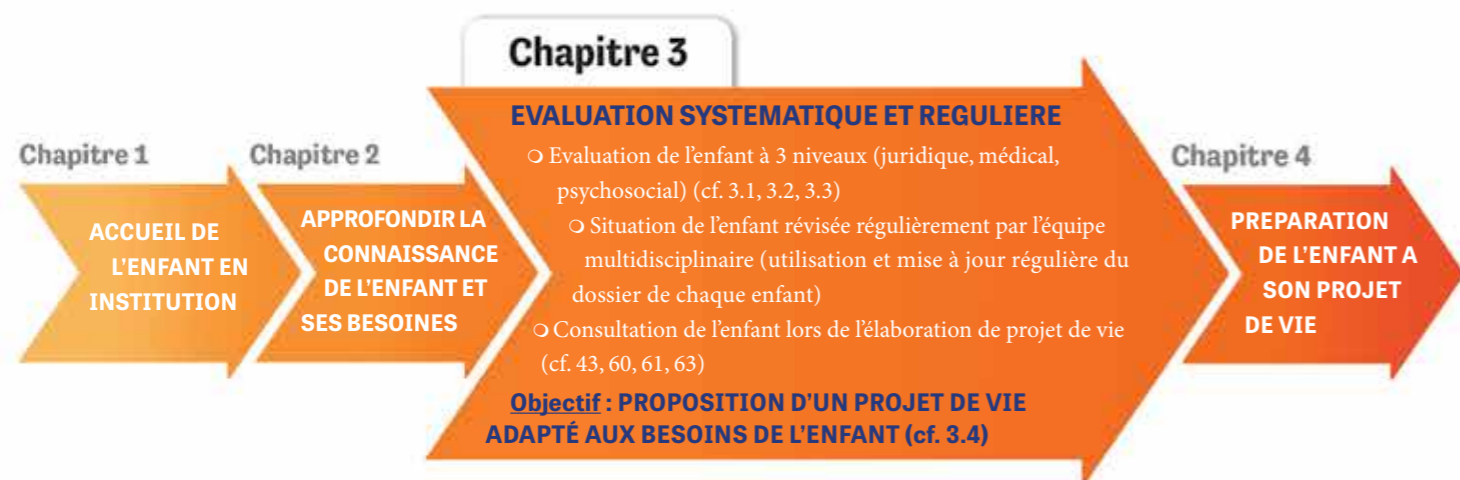 Chapitre 1
ACCUEIL DE
L'ENFANT EN
INSTITUTION
Chapitre 2
APPROFONDIR LA
CONNAISSANCE
DE L'ENFANT ET
SES BESOINES
Chapitre 3
EVALUATION SYSTEMATIQUE ET REGULIERE
❍ Evaluation de l'enfant à 3 niveaux (juridique, médical,
psychosocial) (cf. 3.1, 3.2, 3.3)
❍ Situation de l'enfant révisée régulièrement par l'équipe
multidisciplinaire (utilisation et mise à jour régulière du
dossier de chaque enfant)
❍ Consultation de l'enfant lors de l'élaboration de projet de vie
(cf. 43, 60, 61, 63)
Objectif : PROPOSITION D'UN PROJET DE VIE
ADAPTÉ AUX BESOINS DE L'ENFANT (cf. 3.4)
Chapitre 4
PREPARATION
DE L'ENFANT A
SON PROJET
DE VIE